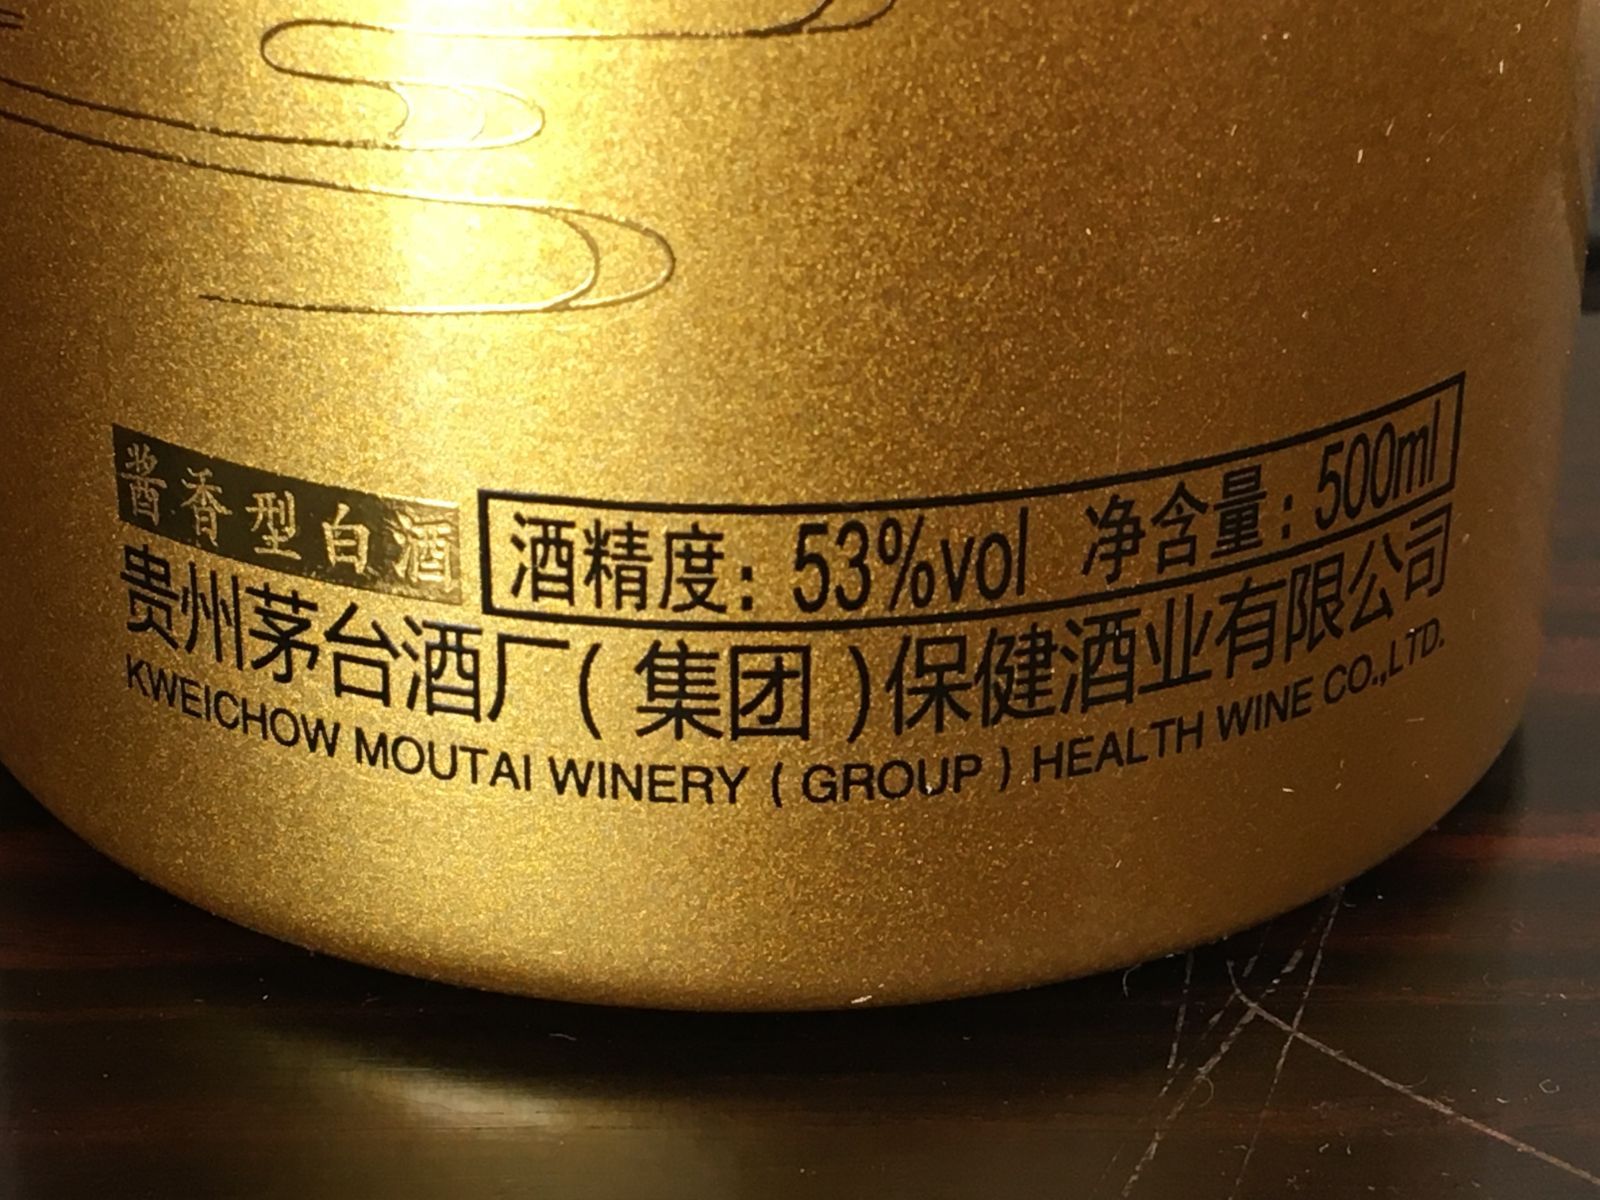 酱香型白酒
酒精度：53%vol 净含量：500ml
贵州茅台酒厂(集团)保健酒业有限公司
KWEICHOW MOUTAI WINERY (GROUP) HEALTH WINE CO.,LTD.